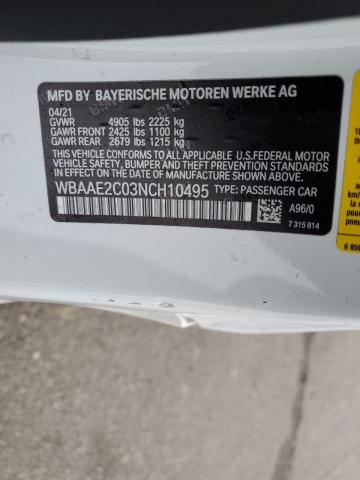 MFD BY BAYERISCHE MOTOREN WERKE AG
04/21
GVWR 4905 lbs 2225 kg
GAWR FRONT 2425 lbs 1100 kg
GAWR REAR 2679 lbs 1215 kg
THIS VEHICLE CONFORMS TO ALL APPLICABLE U.S.FEDERAL MOTOR
VEHICLE SAFETY, BUMPER, AND THEFT PREVENTION STANDARDS
IN EFFECT ON THE DATE OF MANUFACTURE SHOWN ABOVE.
WBAAE2C03NCH10495 TYPE: PASSENGER CAR
A96/0
7 315 814